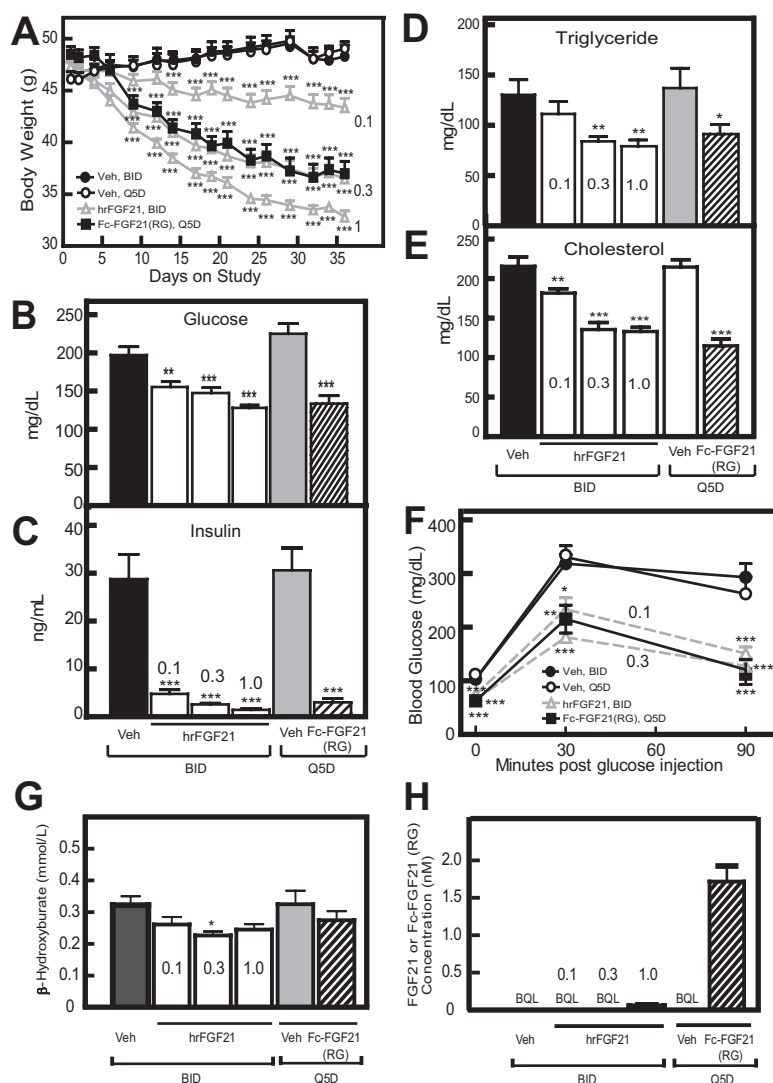 A
50
45
40
35
30
Body Weight (g)
***
***
***
***
***
***
***
***
***
0.1
0.3
1
Veh, BID
Veh, Q5D
hrFGF21, BID
Fc-FGF21(RG), Q5D
0 5 10 15 20 25 30 35
Days on Study
B
Glucose
250
200
150
100
50
0
mg/dL
** *** *** ***
C
Insulin
40
30
20
10
0
ng/mL
0.1 0.3 1.0
*** *** *** ***
Veh hrFGF21 Veh Fc-FGF21
(RG)
BID Q5D
D
Triglyceride
200
150
100
50
0
mg/dL
** ** *
0.1 0.3 1.0
E
Cholesterol
250
200
150
100
50
0
mg/dL
** *** *** ***
0.1 0.3 1.0
Veh hrFGF21 Veh Fc-FGF21
(RG)
BID Q5D
F
400
300
200
100
0
Blood Glucose (mg/dL)
*
**
***
0.1
0.3
***
***
***
***
***
***
Veh, BID
Veh, Q5D
hrFGF21, BID
Fc-FGF21(RG), Q5D
0 30 60 90
Minutes post glucose injection
G
0.5
0.4
0.3
0.2
0.1
0
β-Hydroxyburate (mmol/L)
*
0.1 0.3 1.0
Veh hrFGF21 Veh Fc-FGF21
(RG)
BID Q5D
H
2.0
1.5
1.0
0.5
0
FGF21 or Fc-FGF21 (RG)
Concentration (nM)
0.1 0.3 1.0
BQL BQL BQL BQL
Veh hrFGF21 Veh Fc-FGF21
(RG)
BID Q5D